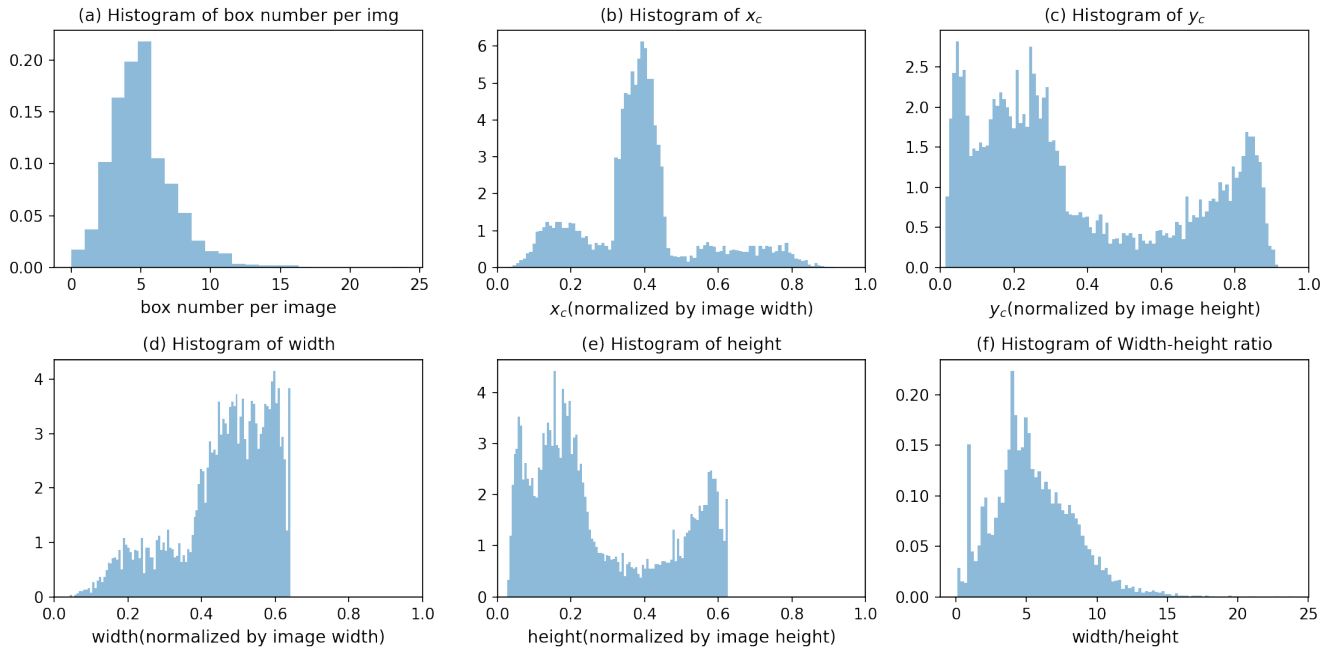 (a) Histogram of box number per img
0.20
0.15
0.10
0.05
0.00
0 5 10 15 20 25
box number per image
(b) Histogram of x_c
6
5
4
3
2
1
0
0.0 0.2 0.4 0.6 0.8 1.0
x_c(normalized by image width)
(c) Histogram of y_c
2.5
2.0
1.5
1.0
0.5
0.0
0.0 0.2 0.4 0.6 0.8 1.0
y_c(normalized by image height)
(d) Histogram of width
4
3
2
1
0
0.0 0.2 0.4 0.6 0.8 1.0
width(normalized by image width)
(e) Histogram of height
4
3
2
1
0
0.0 0.2 0.4 0.6 0.8 1.0
height(normalized by image height)
(f) Histogram of Width-height ratio
0.20
0.15
0.10
0.05
0.00
0 5 10 15 20 25
width/height